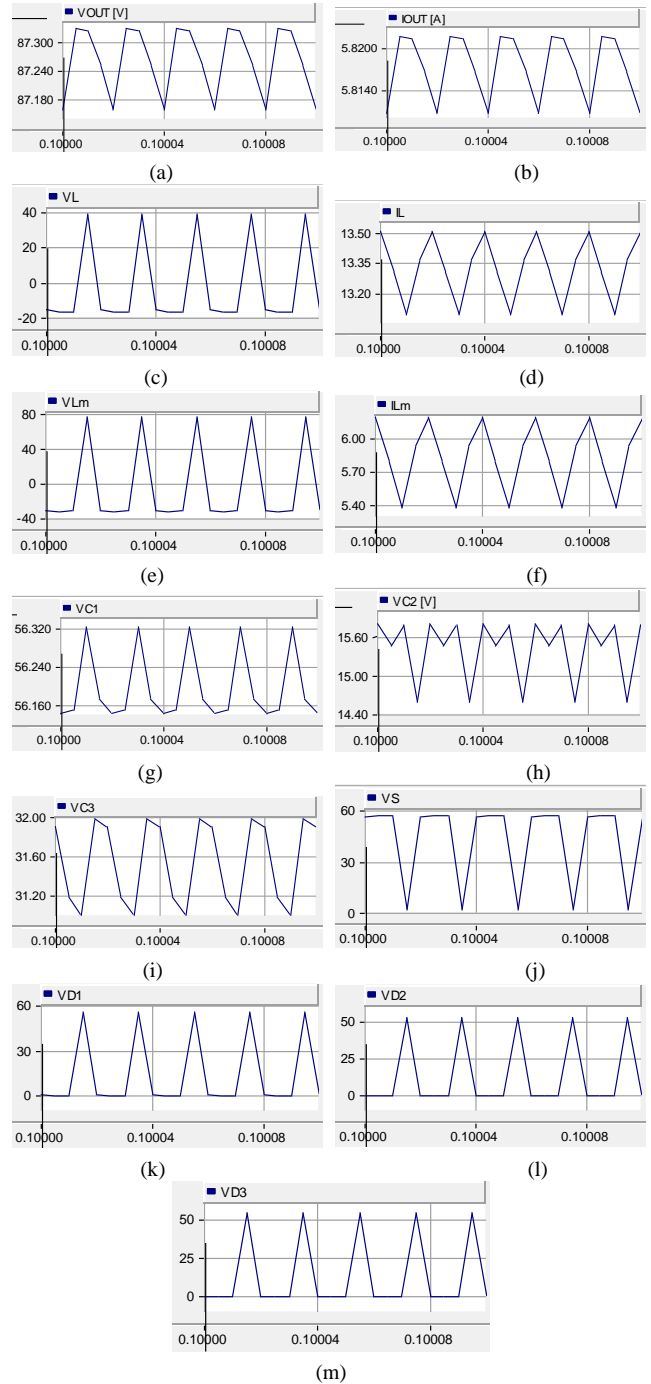 VOUT [V]
87.300
87.240
87.180
0.10000 0.10004 0.10008
(a)
IOUT [A]
5.8200
5.8140
0.10000 0.10004 0.10008
(b)
VL
40
20
0
-20
0.10000 0.10004 0.10008
(c)
IL
13.50
13.35
13.20
0.10000 0.10004 0.10008
(d)
VLm
80
40
0
-40
0.10000 0.10004 0.10008
(e)
ILm
6.00
5.70
5.40
0.10000 0.10004 0.10008
(f)
VC1
56.320
56.240
56.160
0.10000 0.10004 0.10008
(g)
VC2 [V]
15.60
15.00
14.40
0.10000 0.10004 0.10008
(h)
VC3
32.00
31.60
31.20
0.10000 0.10004 0.10008
(i)
VS
60
30
0
0.10000 0.10004 0.10008
(j)
VD1
60
30
0
0.10000 0.10004 0.10008
(k)
VD2
50
25
0
0.10000 0.10004 0.10008
(l)
VD3
50
25
0
0.10000 0.10004 0.10008
(m)